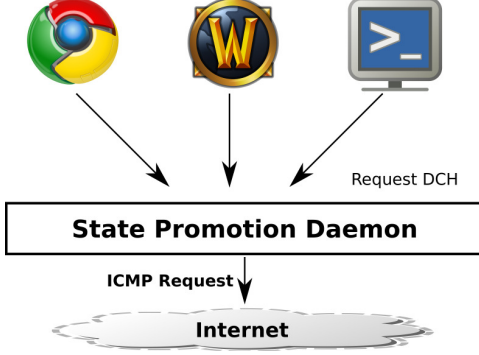 W
>_
Request DCH
State Promotion Daemon
ICMP Request
Internet